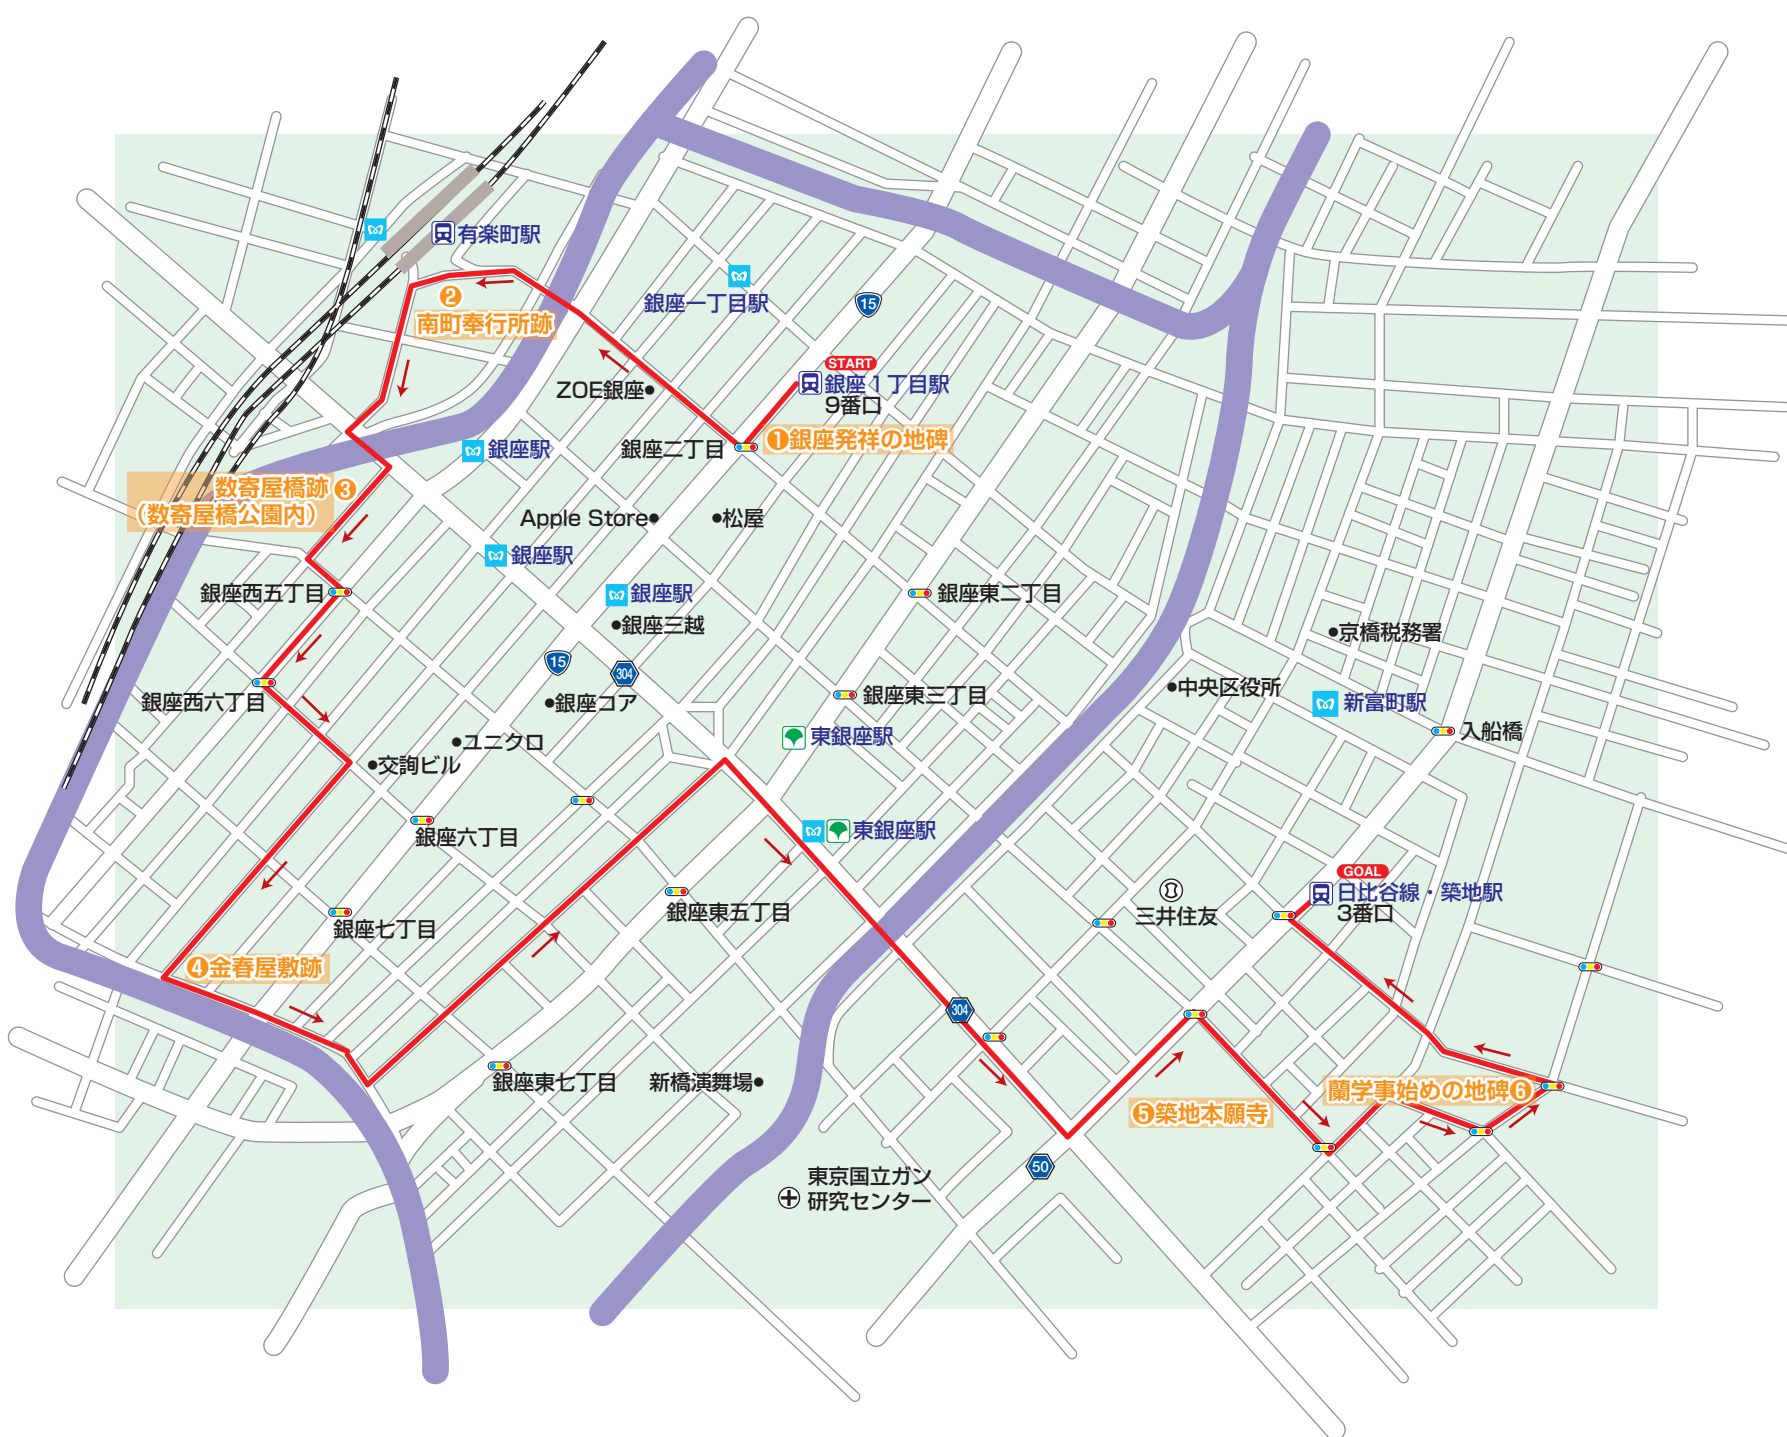 有楽町駅
❷
南町奉行所跡
銀座一丁目駅
15
START
銀座1丁目駅
9番口
ZOE銀座
銀座二丁目
❶銀座発祥の地碑
銀座駅
数寄屋橋跡❸
（数寄屋橋公園内）
Apple Store
松屋
銀座駅
銀座西五丁目
銀座駅
銀座三越
銀座東二丁目
京橋税務署
15
304
銀座西六丁目
銀座コア
銀座東三丁目
中央区役所
新富町駅
入船橋
ユニクロ
東銀座駅
交詢ビル
銀座六丁目
東銀座駅
GOAL
日比谷線・築地駅
3番口
銀座東五丁目
三井住友
銀座七丁目
❹金春屋敷跡
304
銀座東七丁目
新橋演舞場
蘭学事始めの地碑❻
❺築地本願寺
50
東京国立ガン
研究センター